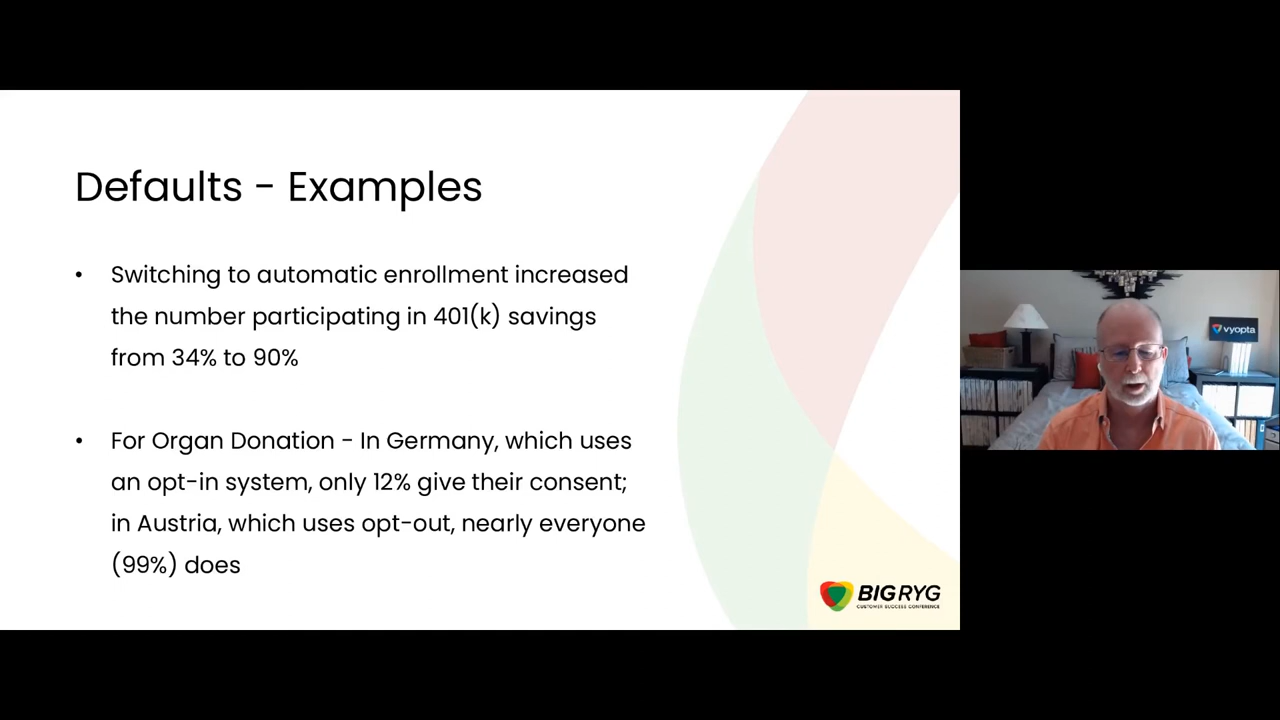 Defaults - Examples
• Switching to automatic enrollment increased
the number participating in 401(k) savings
from 34% to 90%
• For Organ Donation - In Germany, which uses
an opt-in system, only 12% give their consent;
in Austria, which uses opt-out, nearly everyone
(99%) does
BIGRYG
CUSTOMER SUCCESS CONFERENCE
vyopta